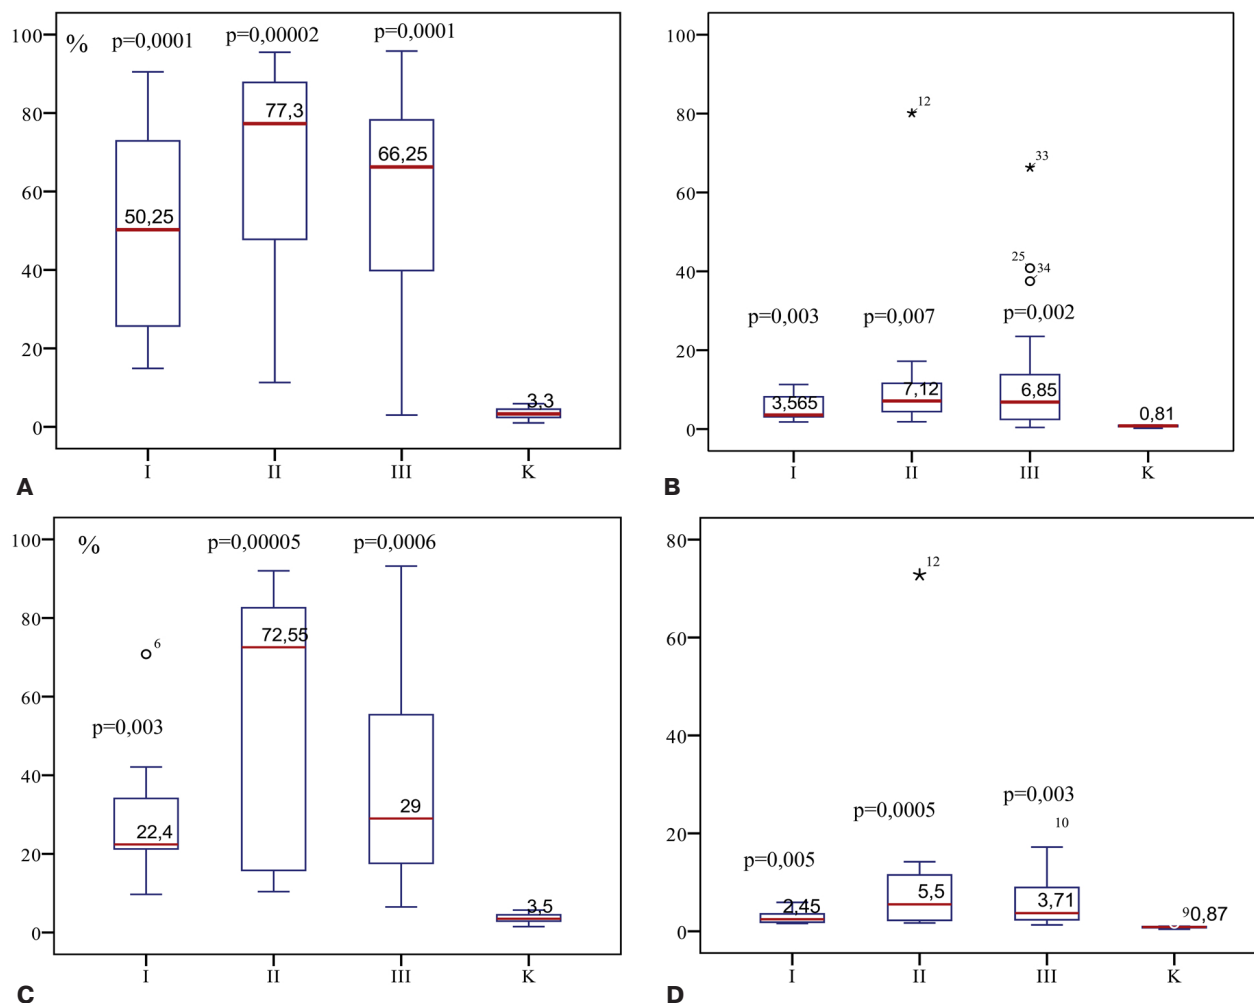 100
%
p=0,0001
p=0,00002
p=0,0001
80
60
40
20
0
50,25
77,3
66,25
3,3
I
II
III
K
A
100
80
60
40
20
0
12
33
25
34
p=0,003
p=0,007
p=0,002
3,565
7,12
6,85
0,81
I
II
III
K
B
100
%
p=0,00005
p=0,0006
80
60
40
20
0
6
p=0,003
22,4
72,55
29
3,5
I
II
III
K
C
80
60
40
20
0
12
p=0,005
p=0,0005
p=0,003
10
2,45
5,5
3,71
9
0,87
I
II
III
K
D